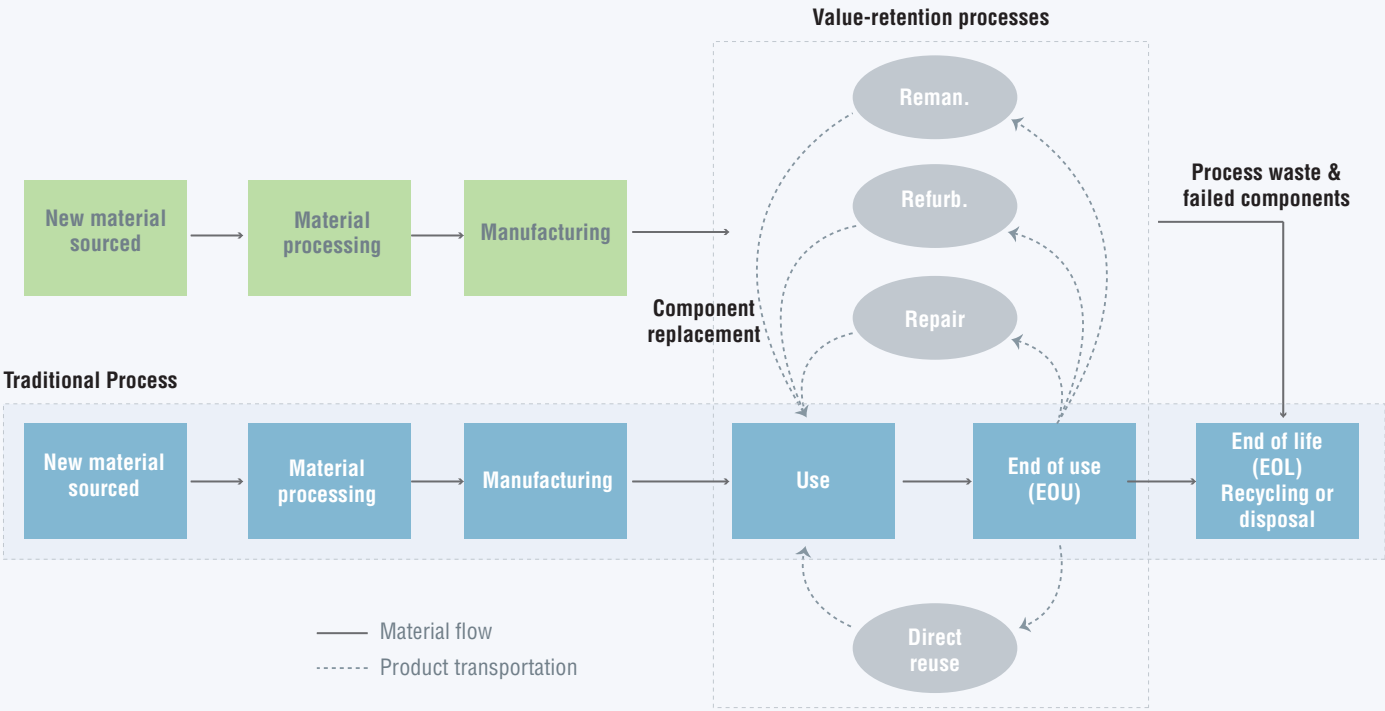 Value-retention processes
Reman.
Refurb.
Repair
Process waste &
failed components
New material
sourced
Material
processing
Manufacturing
Component
replacement
Traditional Process
New material
sourced
Material
processing
Manufacturing
Use
End of use
(EOU)
End of life
(EOL)
Recycling or
disposal
Direct
reuse
Material flow
Product transportation